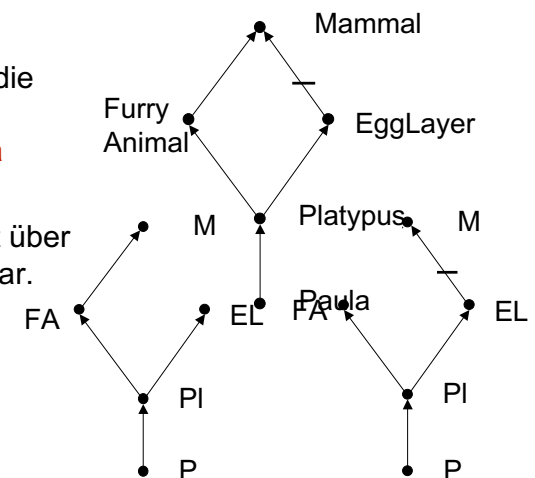 Mammal
die
Furry
Animal
EggLayer
Platypus
M
M
über
ar.
Paula
FA
EL
FA
EL
Pl
Pl
P
P